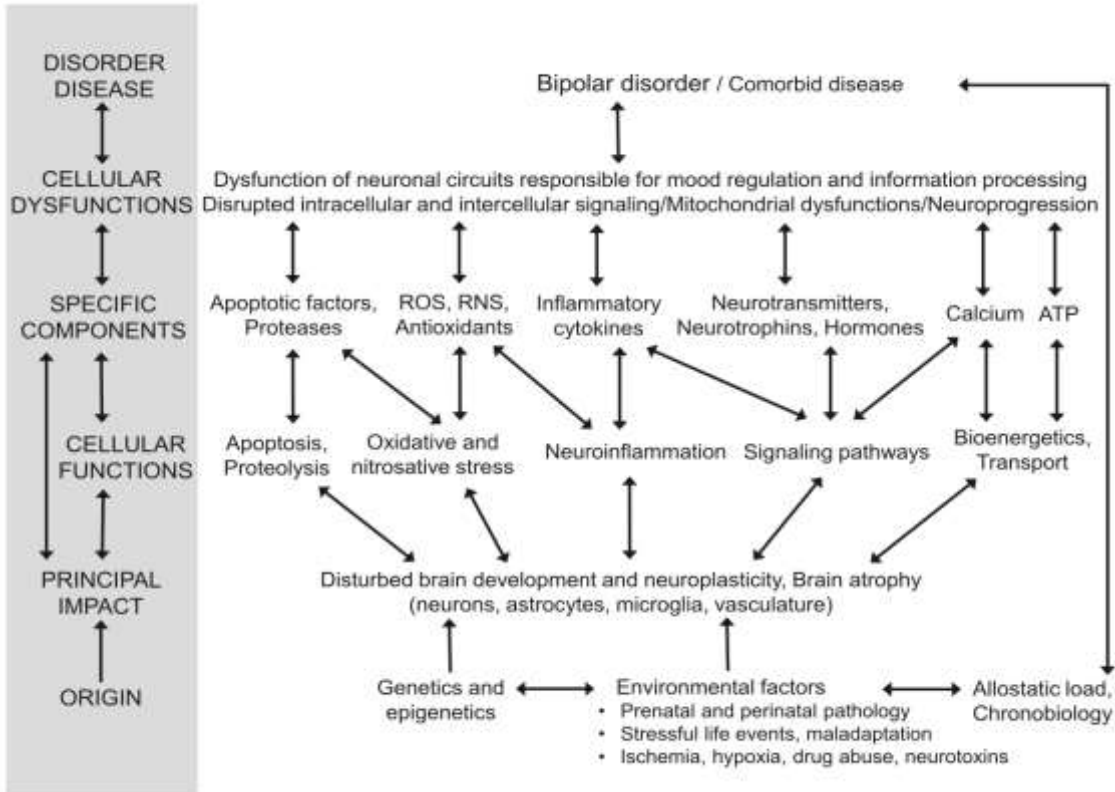 DISORDER
DISEASE
Bipolar disorder / Comorbid disease
CELLULAR
DYSFUNCTIONS
Dysfunction of neuronal circuits responsible for mood regulation and information processing
Disrupted intracellular and intercellular signaling/Mitochondrial dysfunctions/Neuroprogression
SPECIFIC
COMPONENTS
Apoptotic factors,
Proteases
ROS, RNS,
Antioxidants
Inflammatory
cytokines
Neurotransmitters,
Neurotrophins, Hormones
Calcium
ATP
CELLULAR
FUNCTIONS
Apoptosis,
Proteolysis
Oxidative and
nitrosative stress
Neuroinflammation
Signaling pathways
Bioenergetics,
Transport
PRINCIPAL
IMPACT
Disturbed brain development and neuroplasticity, Brain atrophy
(neurons, astrocytes, microglia, vasculature)
ORIGIN
Genetics and
epigenetics
Environmental factors
• Prenatal and perinatal pathology
• Stressful life events, maladaptation
• Ischemia, hypoxia, drug abuse, neurotoxins
Allostatic load,
Chronobiology